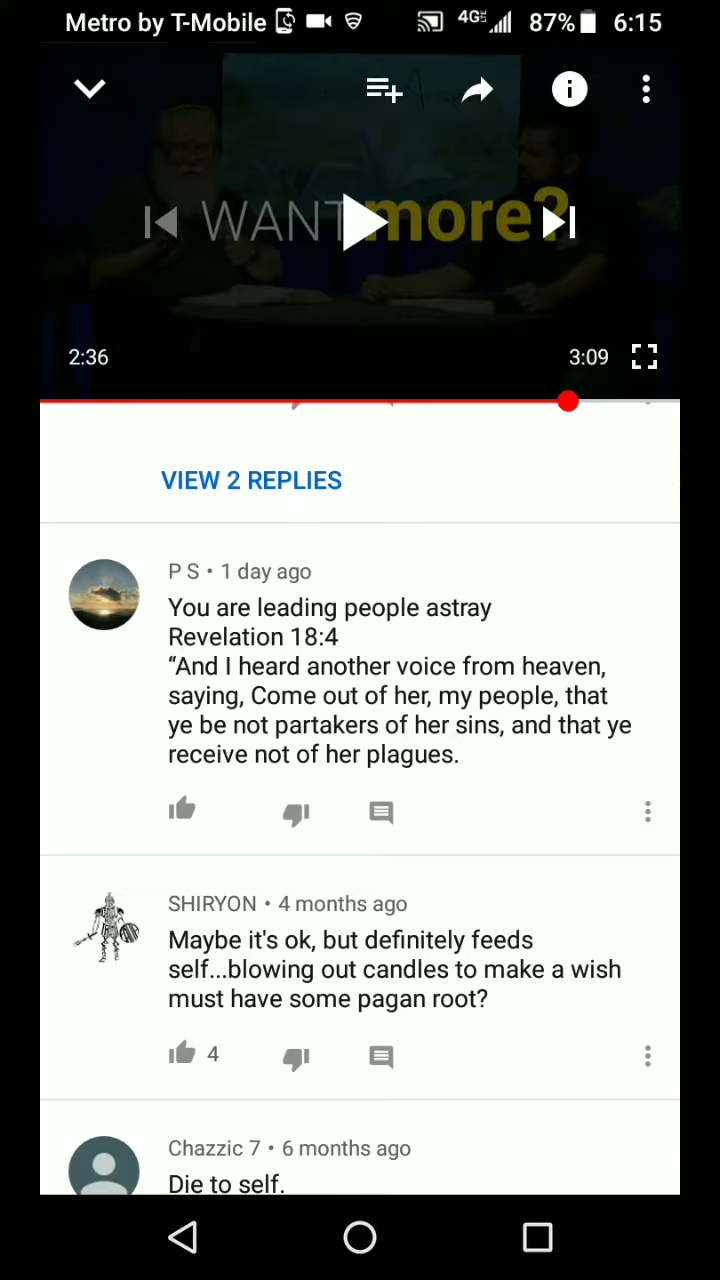 Metro by T-Mobile 4G LTE 87% 6:15
WANT more?
2:36 3:09
VIEW 2 REPLIES
P S • 1 day ago
You are leading people astray
Revelation 18:4
“And I heard another voice from heaven,
saying, Come out of her, my people, that
ye be not partakers of her sins, and that ye
receive not of her plagues.
SHIRYON • 4 months ago
Maybe it's ok, but definitely feeds
self...blowing out candles to make a wish
must have some pagan root?
4
Chazzic 7 • 6 months ago
Die to self.